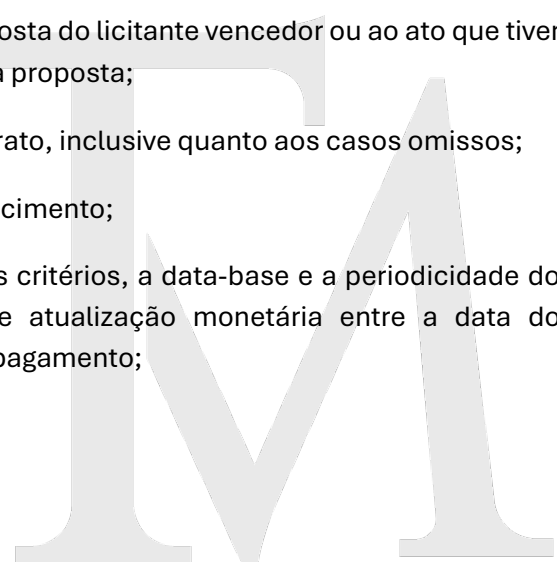 osta do licitante vencedor ou ao ato que tiver
a proposta;
rato, inclusive quanto aos casos omissos;
cimento;
s critérios, a data-base e a periodicidade do
e atualização monetária entre a data do
pagamento;